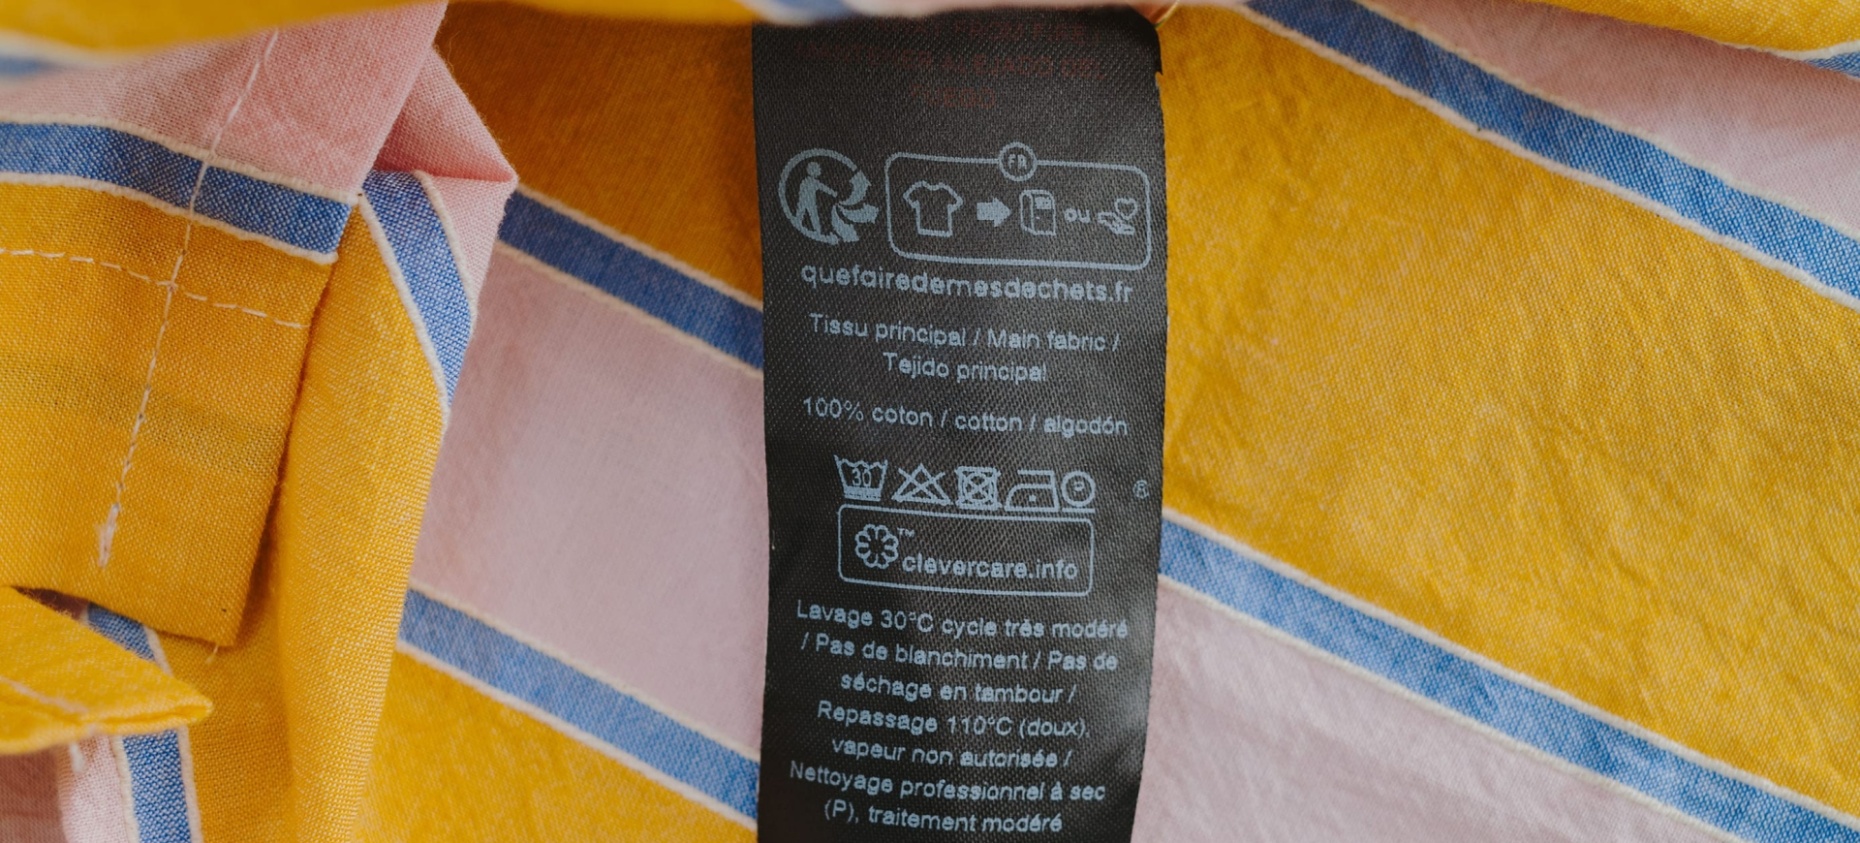 FR
ou
quefairedemesdechets.fr
Tissu principal / Main fabric /
Tejido principal
100% coton / cotton / algodón
30
P
®
™
clevercare.info
Lavage 30°C cycle très modéré
/ Pas de blanchiment / Pas de
séchage en tambour /
Repassage 110°C (doux),
vapeur non autorisée /
Nettoyage professionnel à sec
(P), traitement modéré